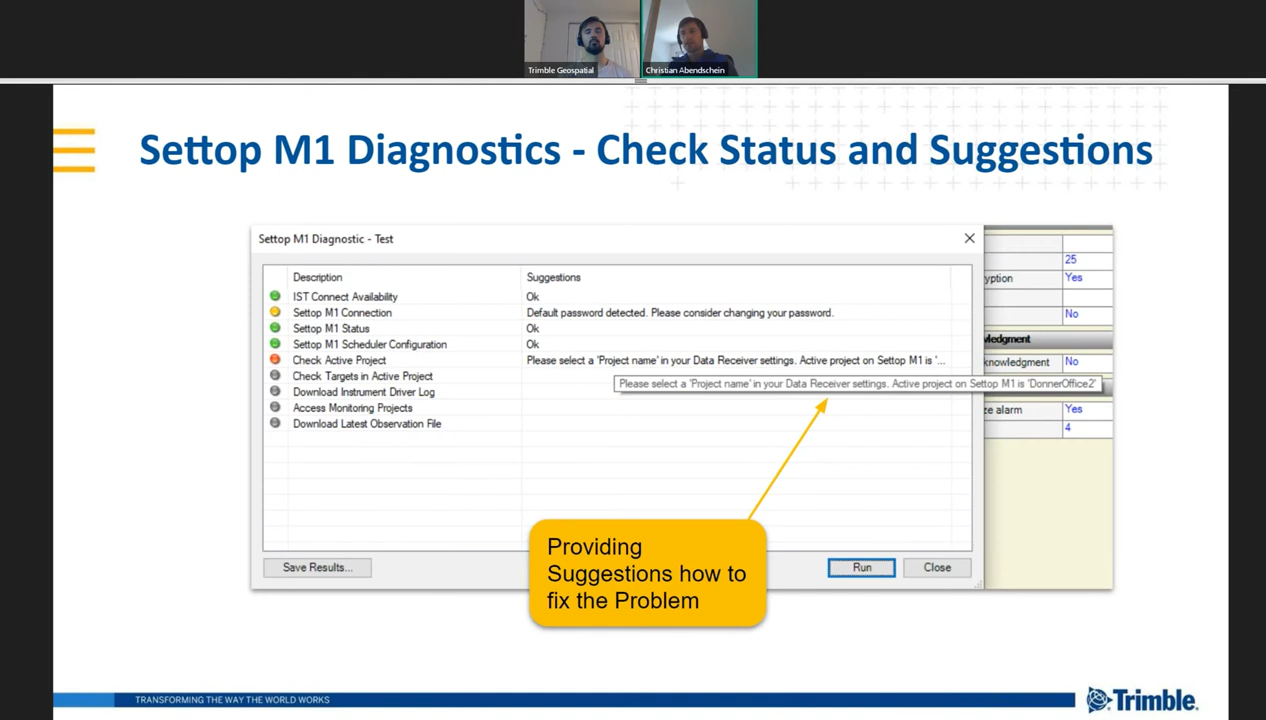 Trimble Geospatial
Christian Abendschein
Settop M1 Diagnostics - Check Status and Suggestions
Settop M1 Diagnostic - Test
Description Suggestions
IST Connect Availability Ok
Settop M1 Connection Default password detected. Please consider changing your password.
Settop M1 Status Ok
Settop M1 Scheduler Configuration Ok
Check Active Project Please select a 'Project name' in your Data Receiver settings. Active project on Settop M1 is '...
Check Targets in Active Project
Please select a 'Project name' in your Data Receiver settings. Active project on Settop M1 is 'DonnerOffice2'
Download Instrument Driver Log
Access Monitoring Projects
Download Latest Observation File
25
yption Yes
No
vledgment
knowledgment No
ze alarm Yes
4
Save Results... Run Close
Providing
Suggestions how to
fix the Problem
TRANSFORMING THE WAY THE WORLD WORKS
Trimble.